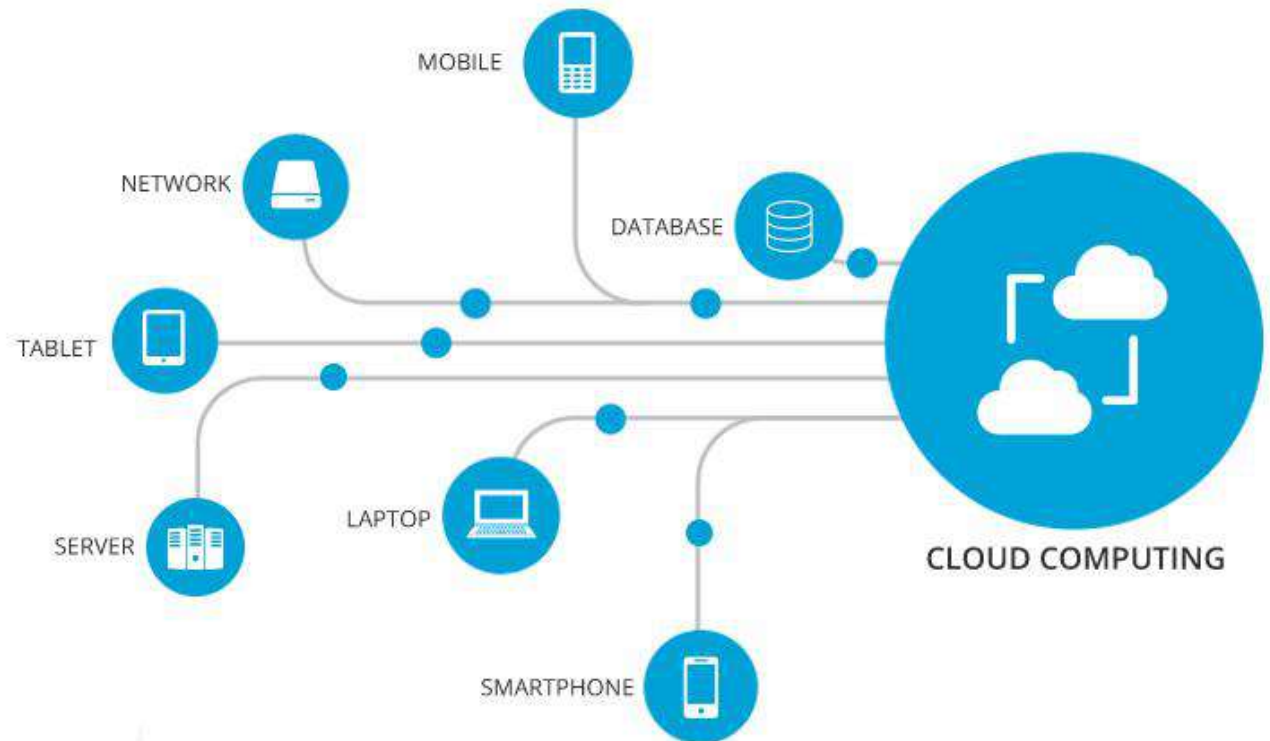 MOBILE
NETWORK
DATABASE
TABLET
LAPTOP
SERVER
CLOUD COMPUTING
SMARTPHONE